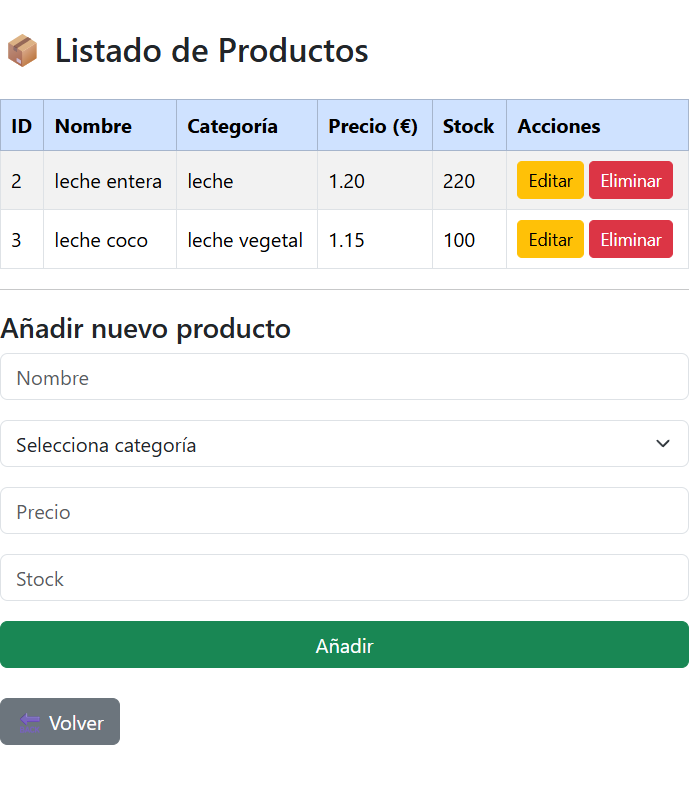 Listado de Productos
ID Nombre Categoría Precio (€) Stock Acciones
2 leche entera leche 1.20 220 Editar Eliminar
3 leche coco leche vegetal 1.15 100 Editar Eliminar
Añadir nuevo producto
Nombre
Selecciona categoría
Precio
Stock
Añadir
Volver